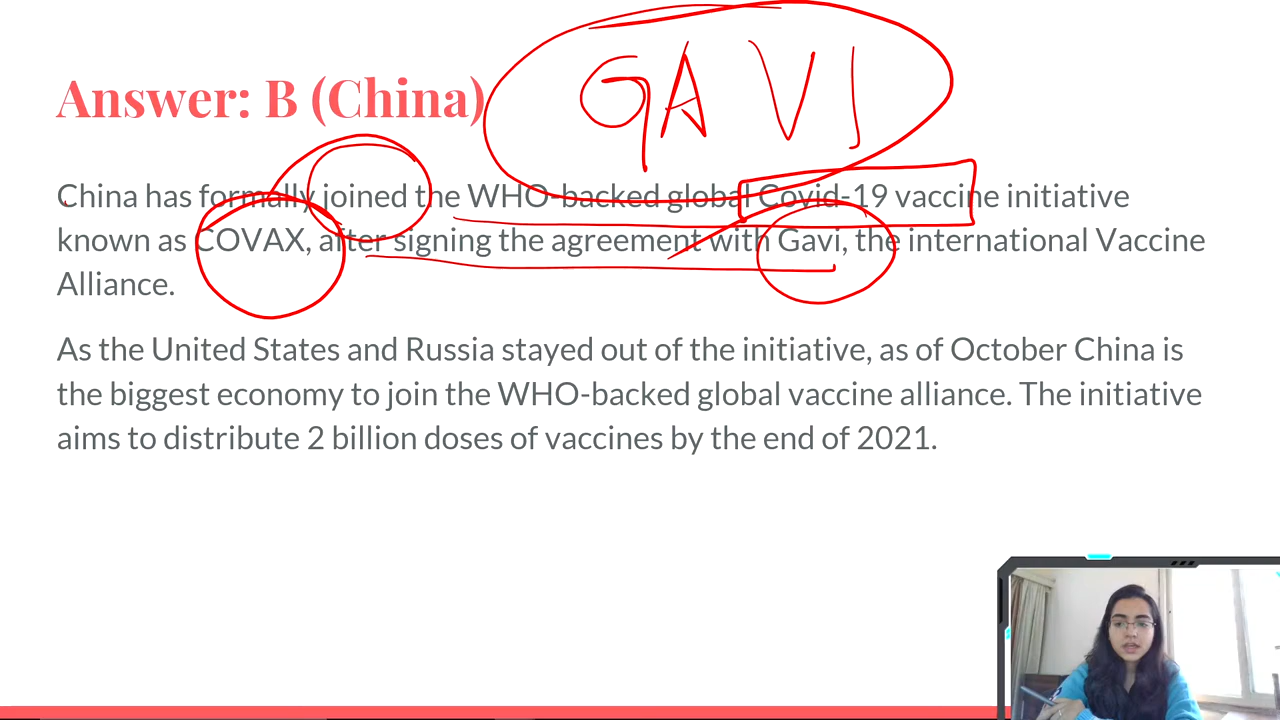 GAVI
Answer: B (China)
China has formally joined the WHO-backed global Covid-19 vaccine initiative
known as COVAX, after signing the agreement with Gavi, the international Vaccine
Alliance.
As the United States and Russia stayed out of the initiative, as of October China is
the biggest economy to join the WHO-backed global vaccine alliance. The initiative
aims to distribute 2 billion doses of vaccines by the end of 2021.